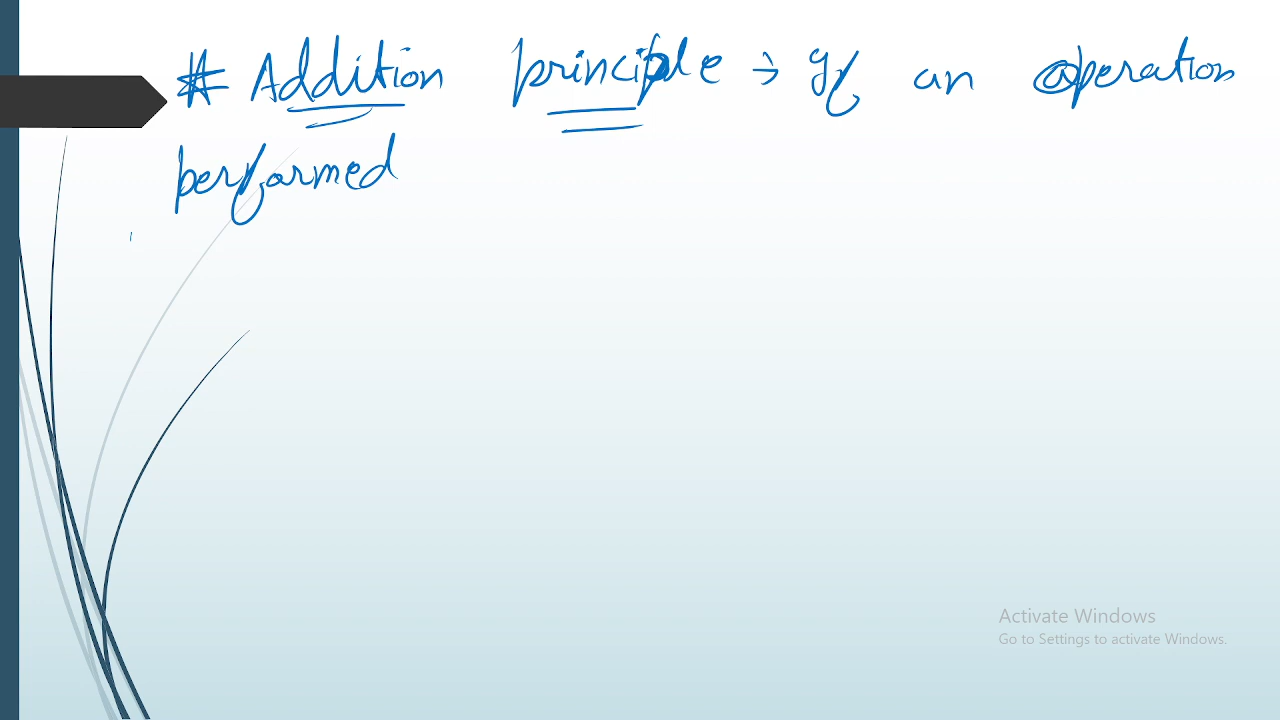 # Addition principle → If an operation
performed
Activate Windows
Go to Settings to activate Windows.